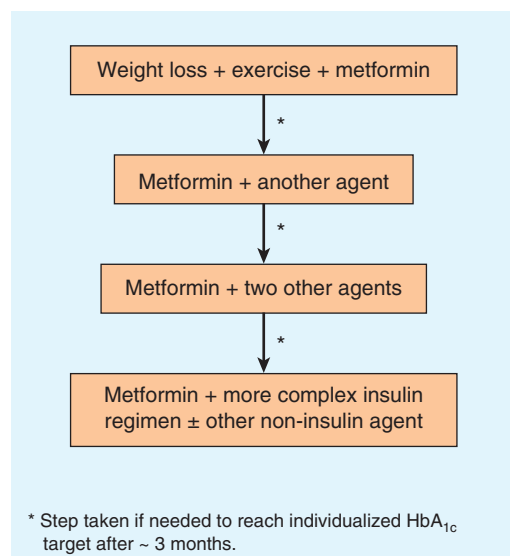 Weight loss + exercise + metformin
*
Metformin + another agent
*
Metformin + two other agents
*
Metformin + more complex insulin
regimen ± other non-insulin agent
* Step taken if needed to reach individualized HbA1c
target after ~ 3 months.